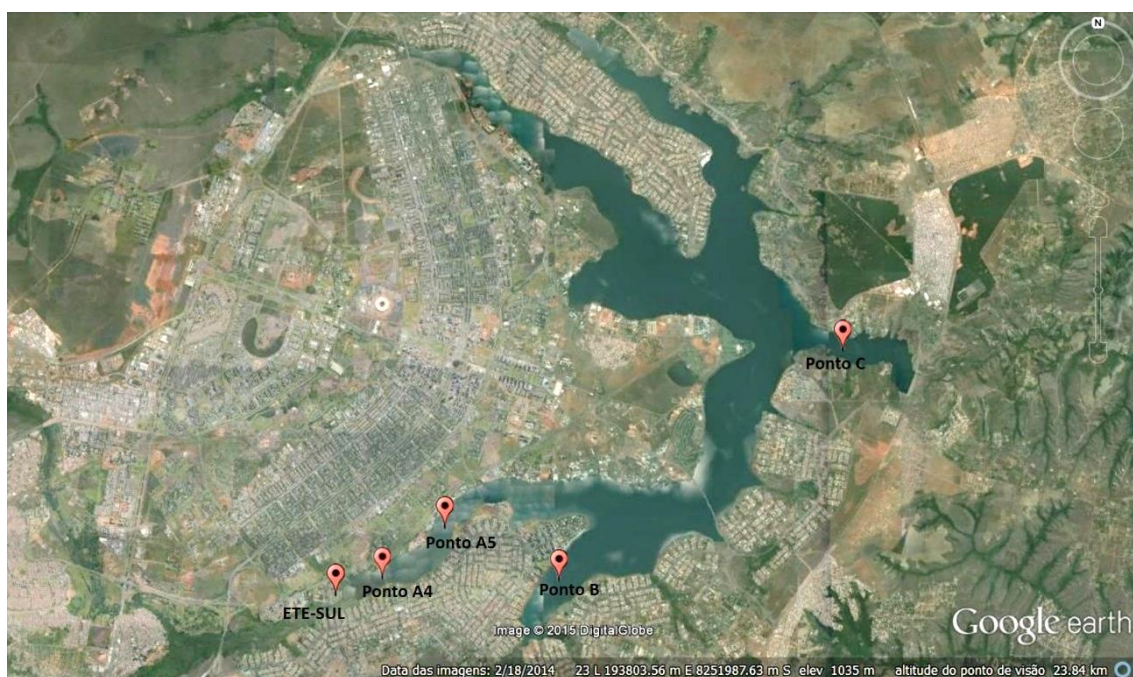 N
Ponto C
Ponto A5
Ponto A4
Ponto B
ETE-SUL
Image © 2015 DigitalGlobe
Google earth
Data das imagens: 2/18/2014 23 L 193803.56 m E 8251987.63 m S elev 1035 m altitude do ponto de visão 23.84 km